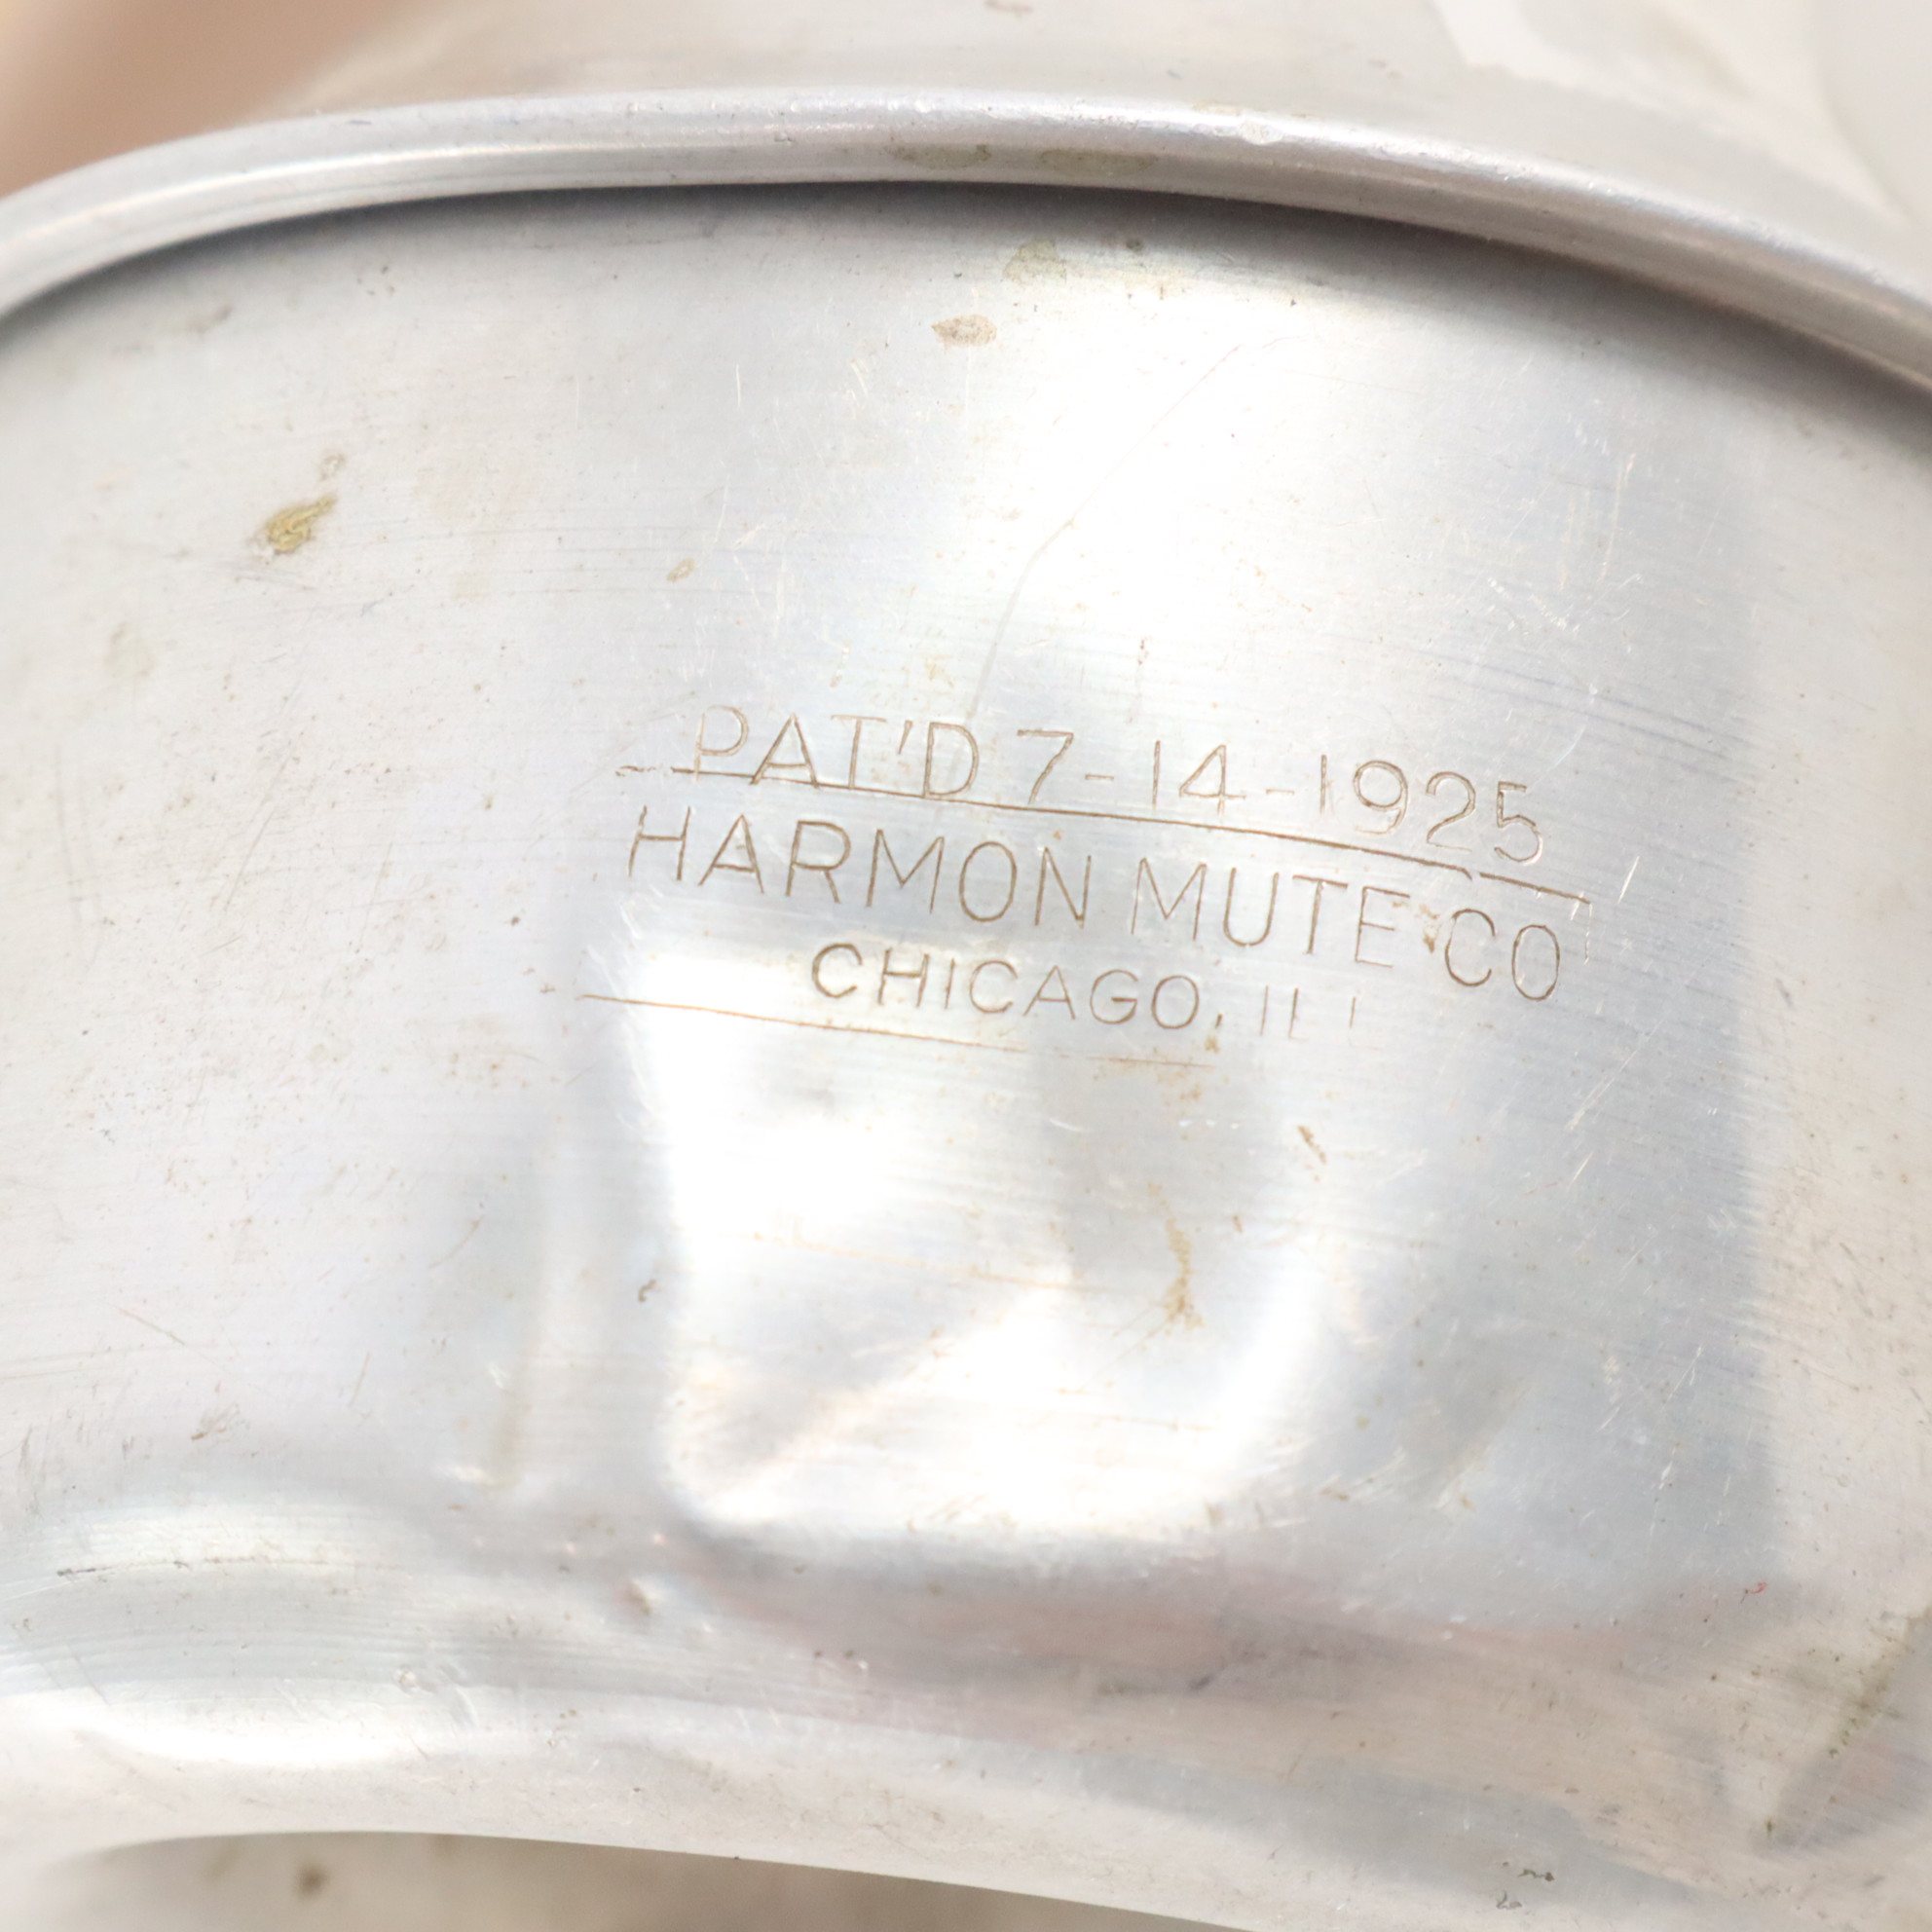 PAT'D 7-14-1925
HARMON MUTE CO
CHICAGO, ILL